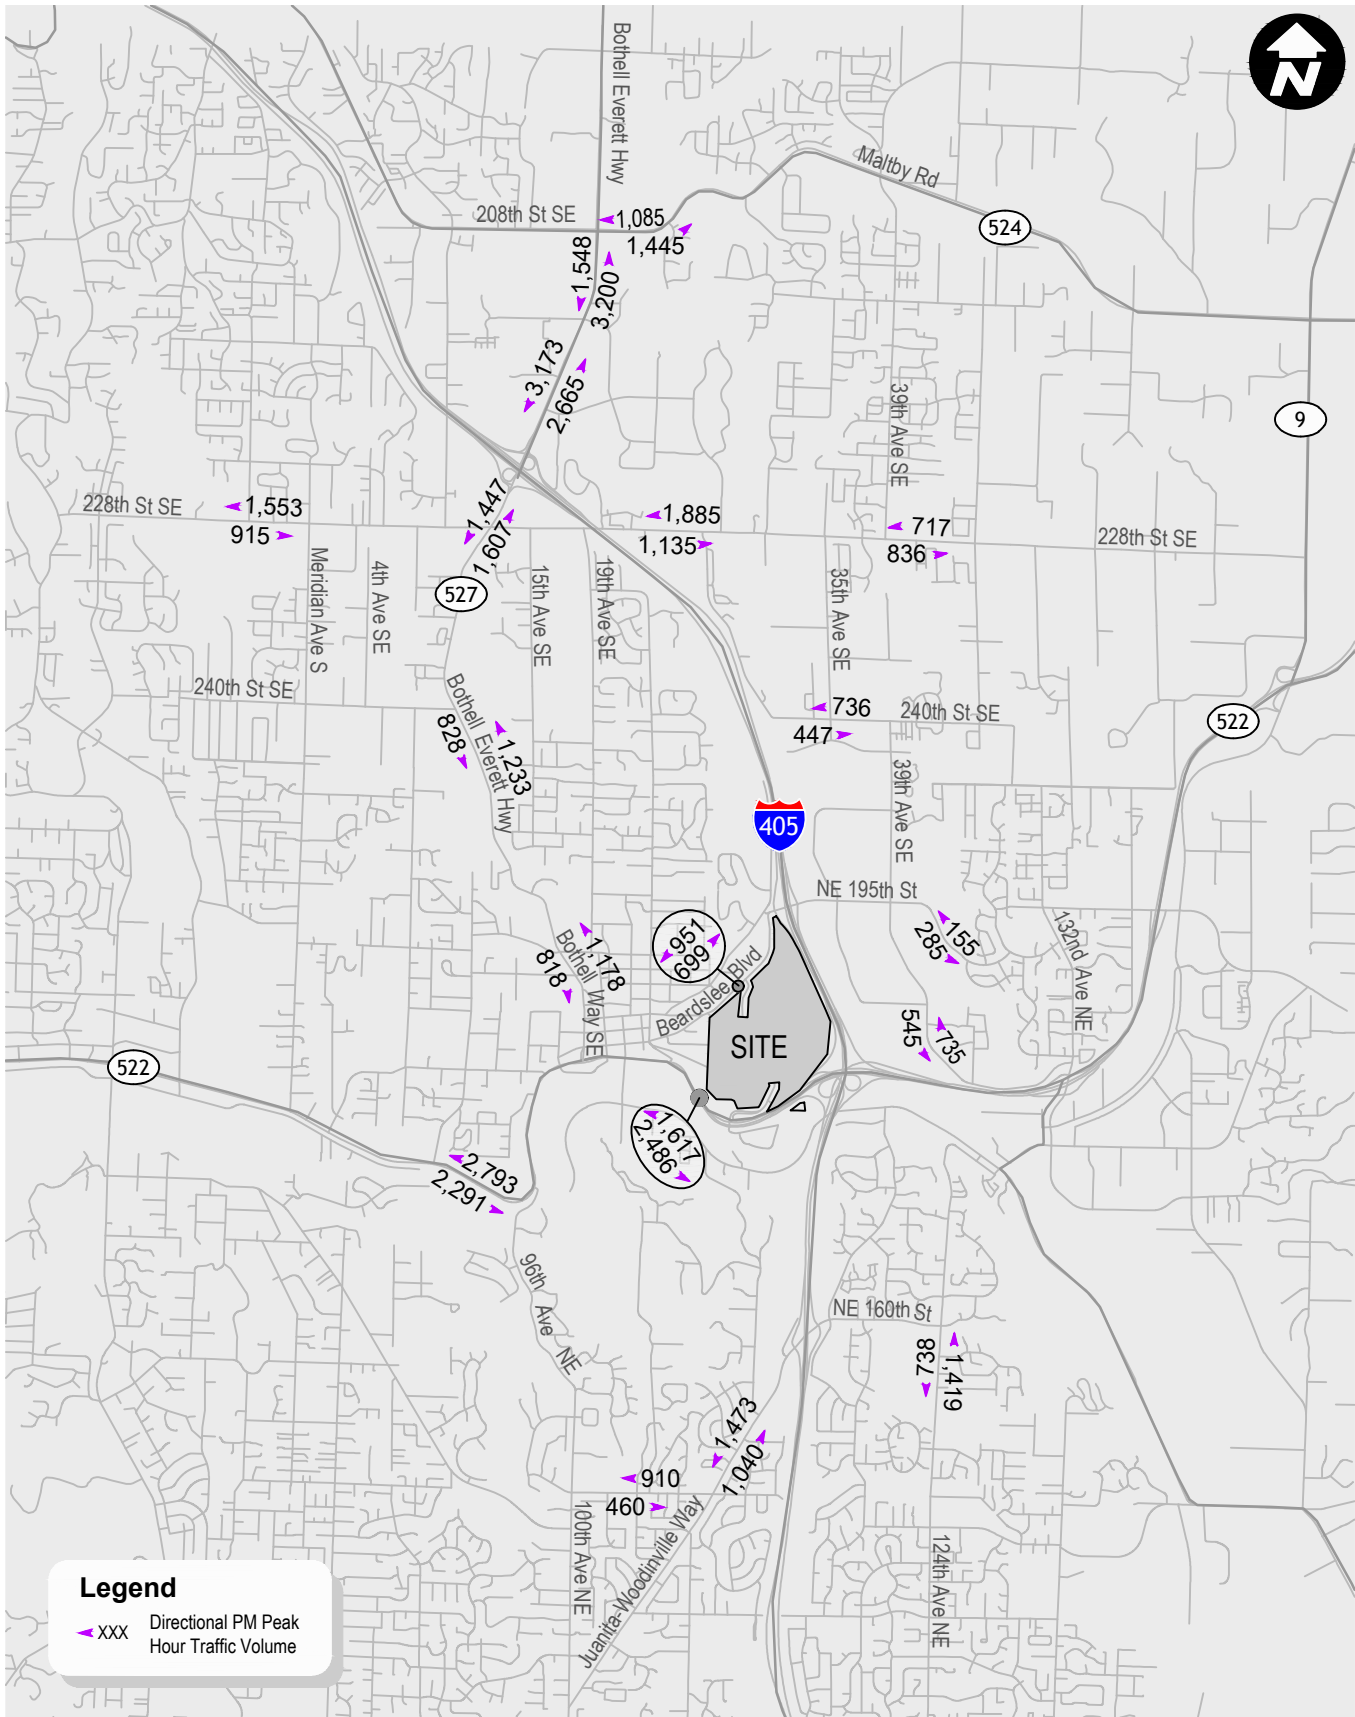 N
Bothell Everett Hwy
Maltby Rd
208th St SE
1,085
1,445
524
1,548
3,200
3,173
2,665
39th Ave SE
9
228th St SE
1,553
915
1,447
1,607
1,885
1,135
717
836
228th St SE
527
Meridian Ave S
4th Ave SE
15th Ave SE
19th Ave SE
35th Ave SE
240th St SE
Bothell Everett Hwy
828
1,233
736
447
240th St SE
522
39th Ave SE
405
NE 195th St
951
699
155
285
132nd Ave NE
1,178
818
Bothell Way SE
Beardslee Blvd
SITE
545
735
522
1,617
2,486
2,793
2,291
96th Ave NE
NE 160th St
738
1,419
1,473
1,040
910
460
100th Ave NE
Juanita-Woodinville Way
124th Ave NE
Legend
XXX Directional PM Peak
Hour Traffic Volume